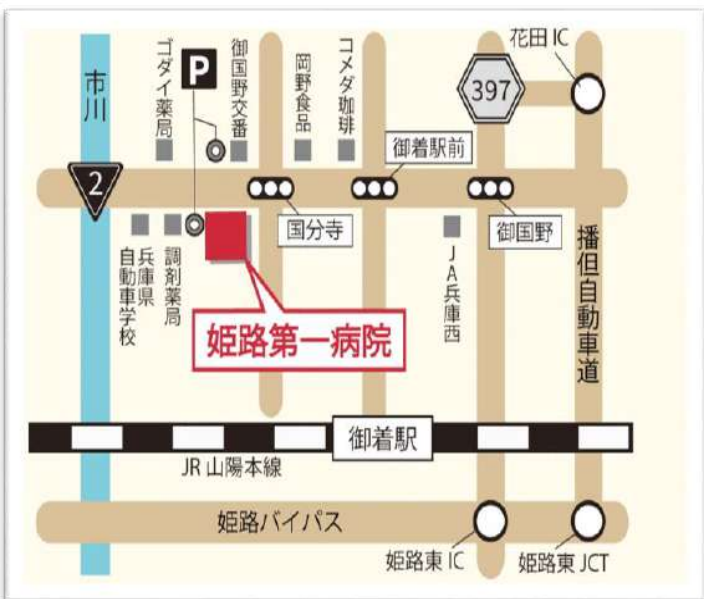 花田 IC
市川
ゴダイ薬局
P
御国野交番
岡野食品
コメダ珈琲
397
御着駅前
2
国分寺
御国野
兵庫県
自動車学校
調剤薬局
JA兵庫西
播但自動車道
姫路第一病院
御着駅
JR 山陽本線
姫路バイパス
姫路東 IC
姫路東 JCT